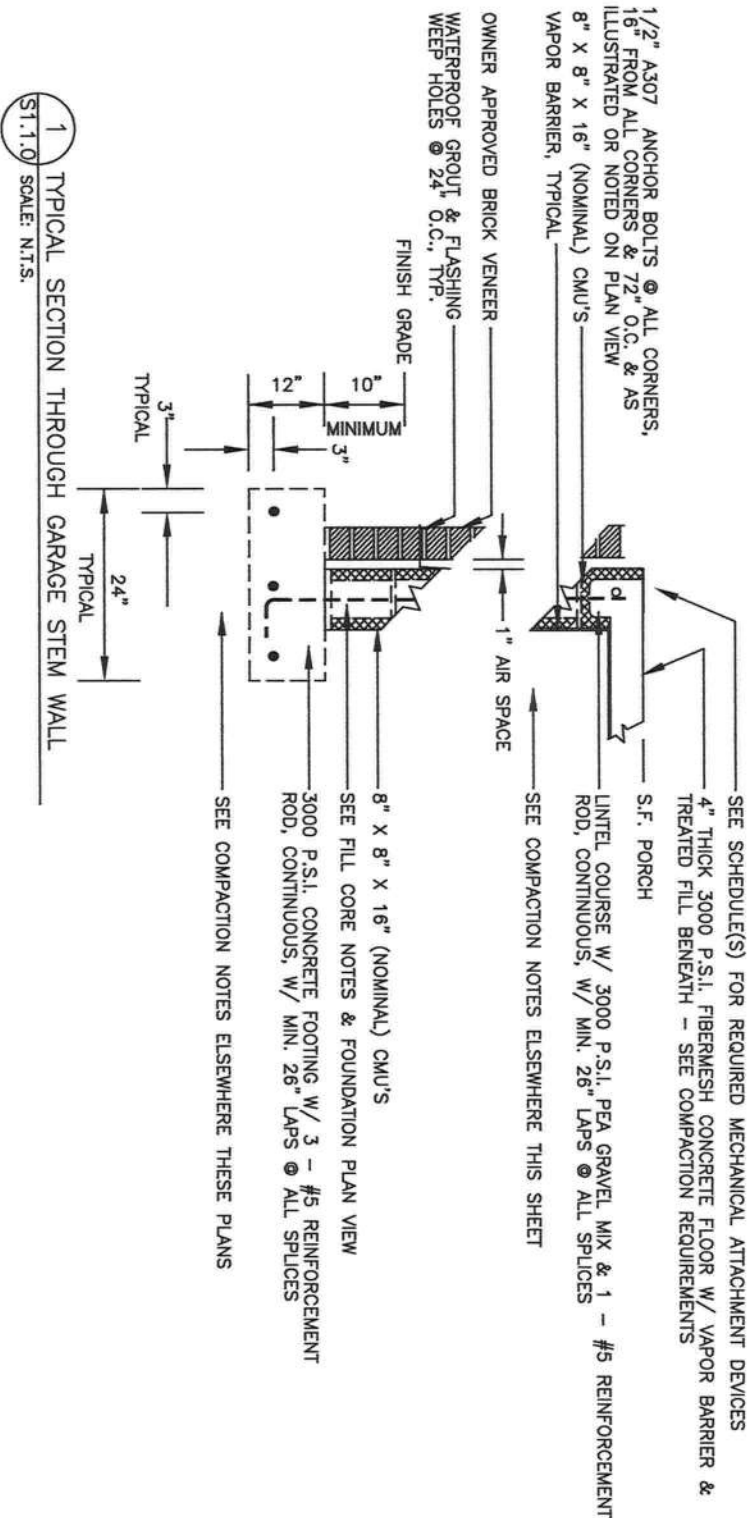 1/2" A307 ANCHOR BOLTS @ ALL CORNERS,
16" FROM ALL CORNERS & 72" O.C. & AS
ILLUSTRATED OR NOTED ON PLAN VIEW
8" X 8" X 16" (NOMINAL) CMU'S
VAPOR BARRIER, TYPICAL
OWNER APPROVED BRICK VENEER
WATERPROOF GROUT & FLASHING
WEEP HOLES @ 24" O.C., TYP.
FINISH GRADE
10"
MINIMUM
12"
3"
3"
TYPICAL
24"
TYPICAL
1" AIR SPACE
SEE SCHEDULE(S) FOR REQUIRED MECHANICAL ATTACHMENT DEVICES
4" THICK 3000 P.S.I. FIBERMESH CONCRETE FLOOR W/ VAPOR BARRIER &
TREATED FILL BENEATH - SEE COMPACTION REQUIREMENTS
S.F. PORCH
LINTEL COURSE W/ 3000 P.S.I. PEA GRAVEL MIX & 1 - #5 REINFORCEMENT
ROD, CONTINUOUS, W/ MIN. 26" LAPS @ ALL SPLICES
SEE COMPACTION NOTES ELSEWHERE THIS SHEET
8" X 8" X 16" (NOMINAL) CMU'S
SEE FILL CORE NOTES & FOUNDATION PLAN VIEW
3000 P.S.I. CONCRETE FOOTING W/ 3 - #5 REINFORCEMENT
ROD, CONTINUOUS, W/ MIN. 26" LAPS @ ALL SPLICES
SEE COMPACTION NOTES ELSEWHERE THESE PLANS
1
S1.1.0
TYPICAL SECTION THROUGH GARAGE STEM WALL
SCALE: N.T.S.